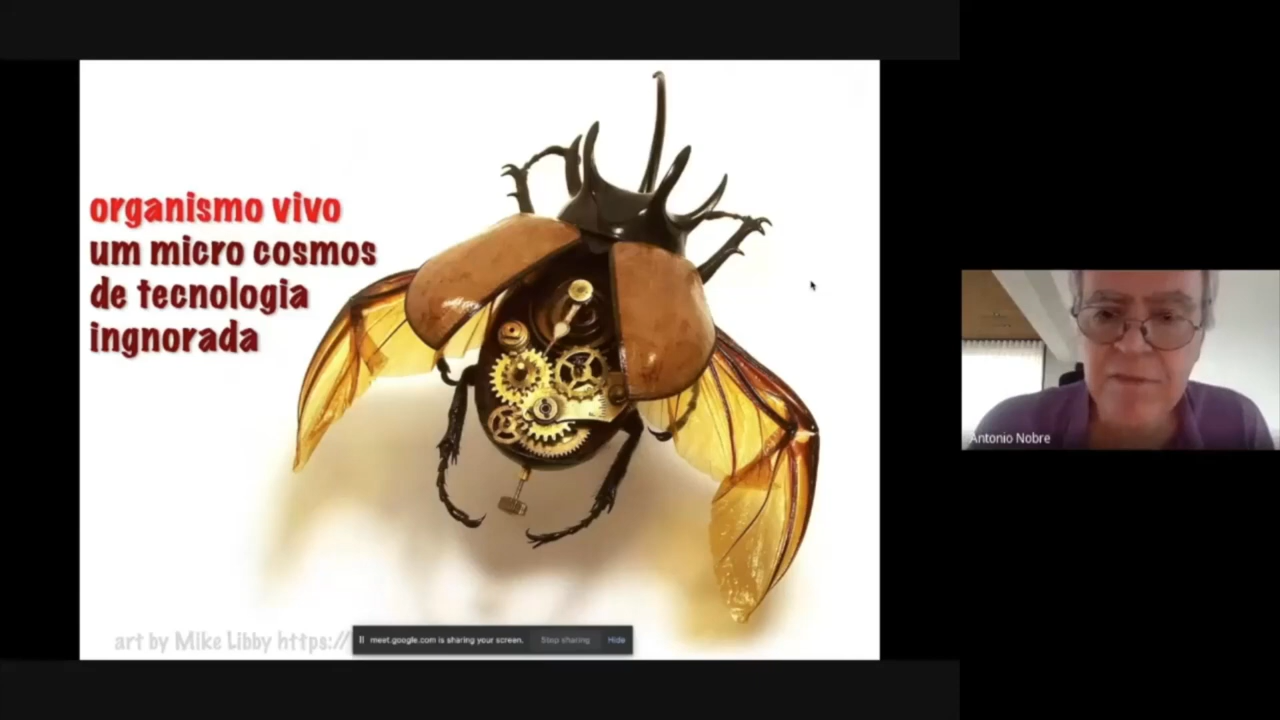 organismo vivo
um micro cosmos
de tecnologia
ingnorada
Antonio Nobre
art by Mike Libby https://
meet.google.com is sharing your screen. Stop sharing Hide